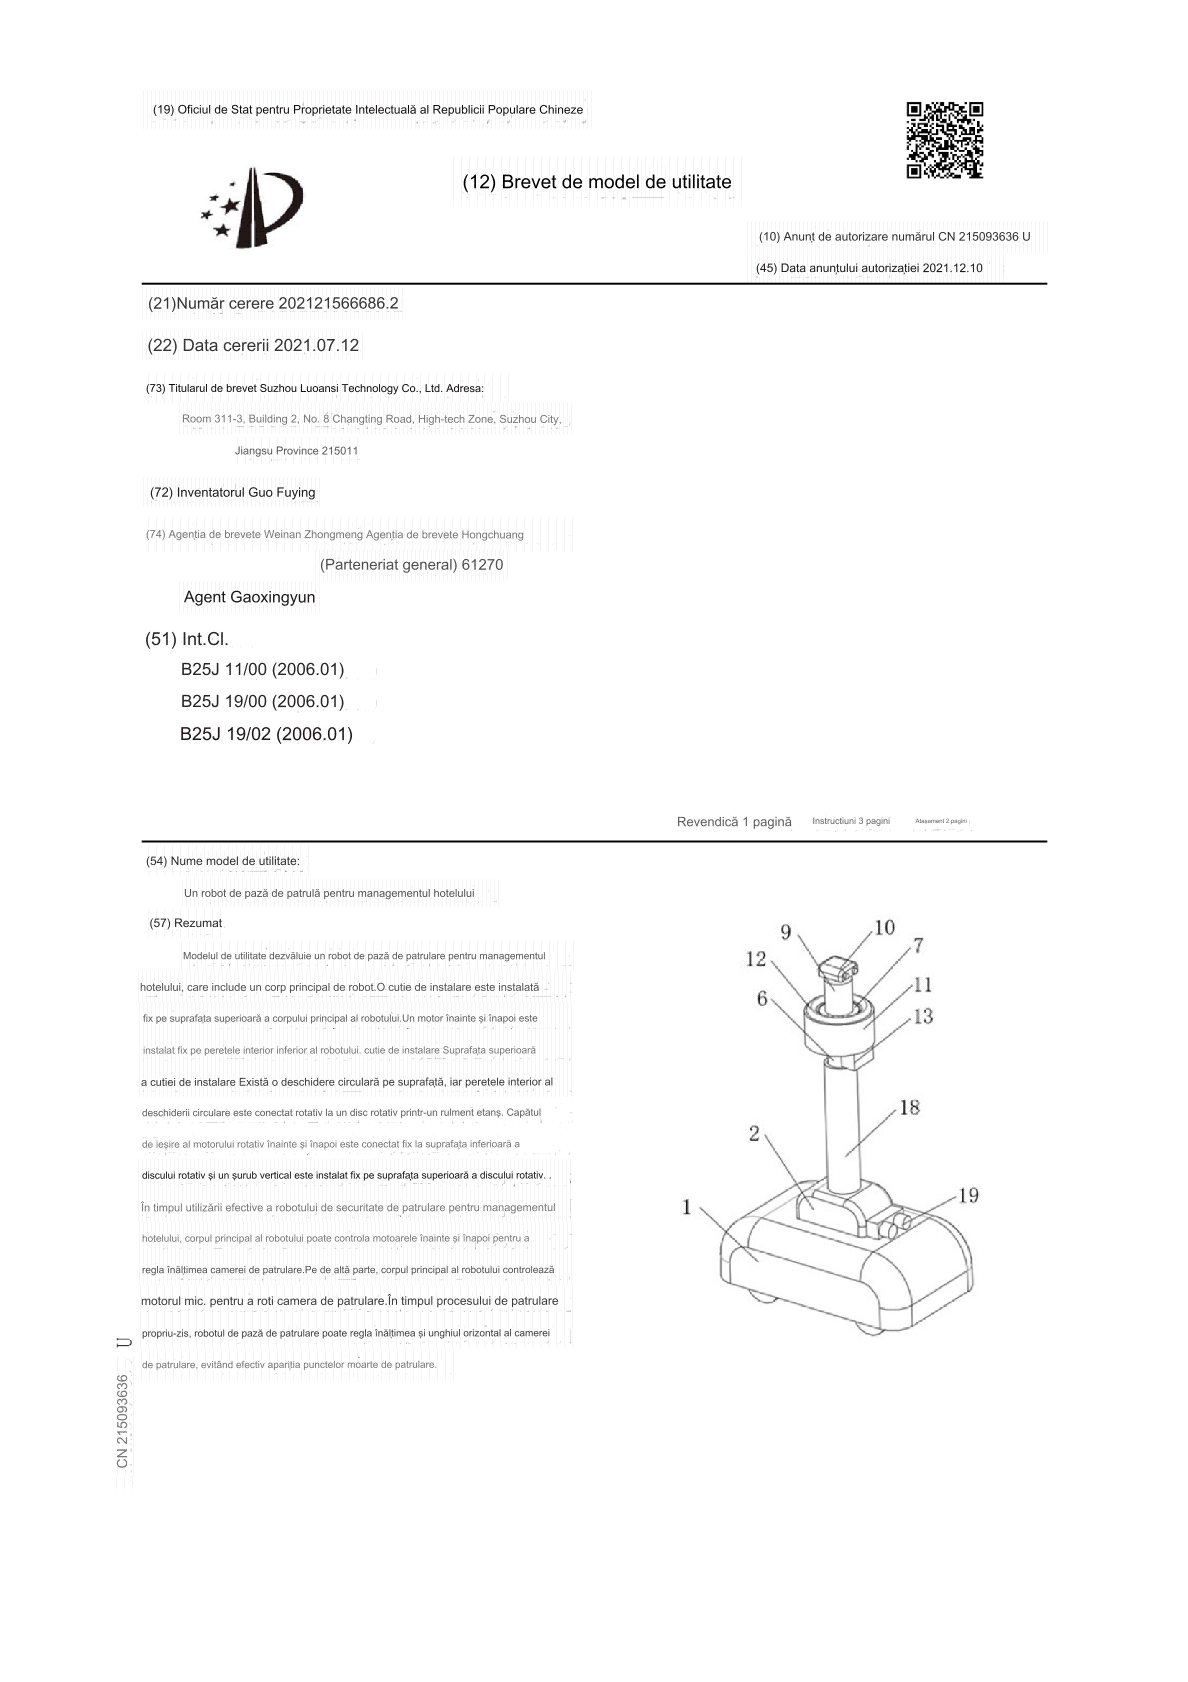 (19) Oficiul de Stat pentru Proprietate Intelectuală al Republicii Populare Chineze
(12) Brevet de model de utilitate
(10) Anunț de autorizare numărul CN 215093636 U
(45) Data anunțului autorizației 2021.12.10
(21)Număr cerere 202121566686.2
(22) Data cererii 2021.07.12
(73) Titularul de brevet Suzhou Luoansi Technology Co., Ltd. Adresa:
Room 311-3, Building 2, No. 8 Changting Road, High-tech Zone, Suzhou City,
Jiangsu Province 215011
(72) Inventatorul Guo Fuying
(74) Agenția de brevete Weinan Zhongmeng Agenția de brevete Hongchuang
(Parteneriat general) 61270
Agent Gaoxingyun
(51) Int.Cl.
B25J 11/00 (2006.01)
B25J 19/00 (2006.01)
B25J 19/02 (2006.01)
Revendică 1 pagină Instrucțiuni 3 pagini Atașament 2 pagini
(54) Nume model de utilitate:
Un robot de pază de patrulă pentru managementul hotelului
(57) Rezumat
Modelul de utilitate dezvăluie un robot de pază de patrulare pentru managementul
hotelului, care include un corp principal de robot.O cutie de instalare este instalată
fix pe suprafața superioară a corpului principal al robotului.Un motor înainte și înapoi este
instalat fix pe peretele interior inferior al robotului. cutie de instalare Suprafața superioară
a cutiei de instalare Există o deschidere circulară pe suprafață, iar peretele interior al
deschiderii circulare este conectat rotativ la un disc rotativ printr-un rulment etanș. Capătul
de ieșire al motorului rotativ înainte și înapoi este conectat fix la suprafața inferioară a
discului rotativ și un șurub vertical este instalat fix pe suprafața superioară a discului rotativ. .
În timpul utilizării efective a robotului de securitate de patrulare pentru managementul
hotelului, corpul principal al robotului poate controla motoarele înainte și înapoi pentru a
regla înălțimea camerei de patrulare.Pe de altă parte, corpul principal al robotului controlează
motorul mic. pentru a roti camera de patrulare.În timpul procesului de patrulare
propriu-zis, robotul de pază de patrulare poate regla înălțimea și unghiul orizontal al camerei
de patrulare, evitând efectiv apariția punctelor moarte de patrulare.
9
10
7
12
11
6
13
18
2
19
1
CN 215093636 U